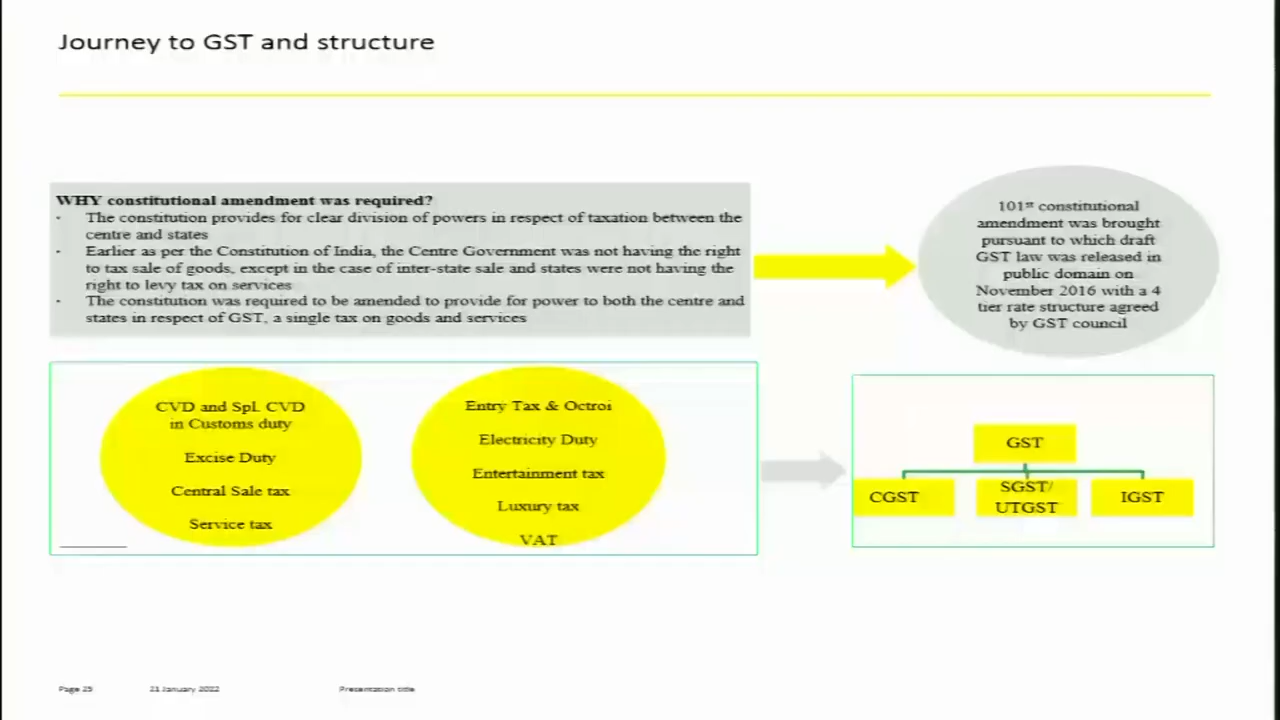 Journey to GST and structure
WHY constitutional amendment was required?
· The constitution provides for clear division of powers in respect of taxation between the
centre and states
· Earlier as per the Constitution of India, the Centre Government was not having the right
to tax sale of goods, except in the case of inter-state sale and states were not having the
right to levy tax on services
· The constitution was required to be amended to provide for power to both the centre and
states in respect of GST, a single tax on goods and services
101st constitutional
amendment was brought
pursuant to which draft
GST law was released in
public domain on
November 2016 with a 4
tier rate structure agreed
by GST council
CVD and Spl. CVD
in Customs duty
Excise Duty
Central Sale tax
Service tax
Entry Tax & Octroi
Electricity Duty
Entertainment tax
Luxury tax
VAT
GST
CGST
SGST/
UTGST
IGST
Page 25
21 January 2022
Presentation title